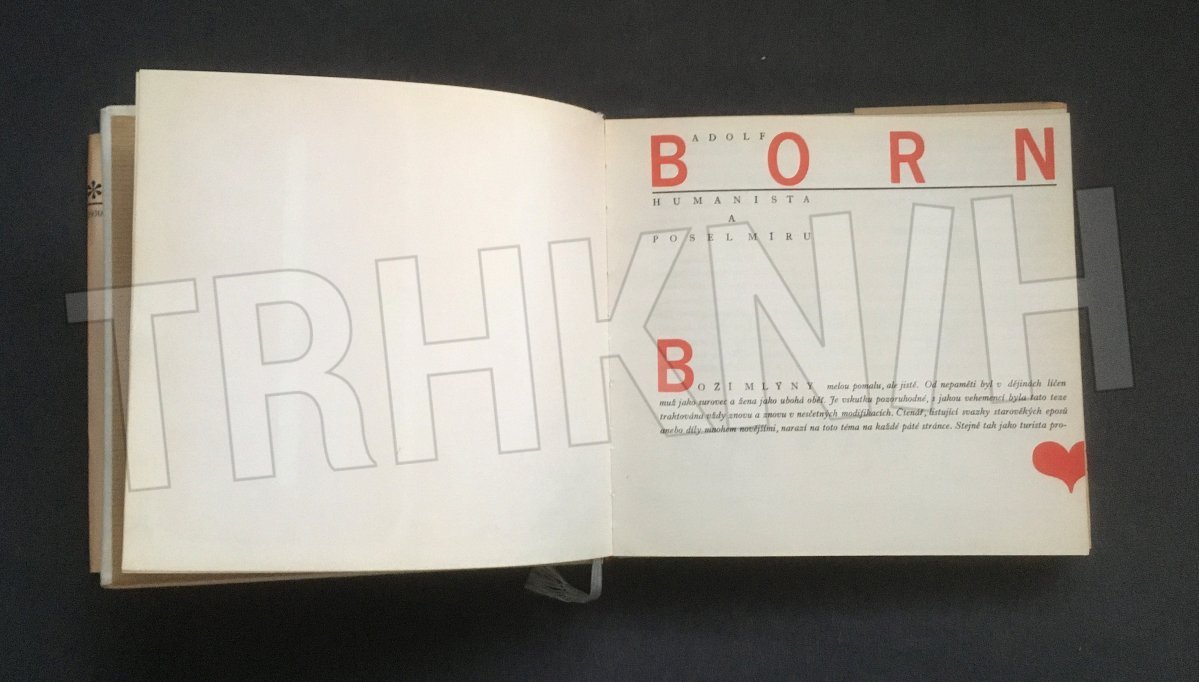 ADOLF
BORN
HUMANISTA
A
POSEL MÍRU
BOŽÍ MLÝNY melou pomalu, ale jistě. Od nepaměti byl v dějinách líčen
muž jako surovec a žena jako ubohá oběť. Je vskutku pozoruhodné, s jakou vehemencí byla tato teze
traktována vždy znovu a znovu v nesčetných modifikacích. Čtenář, listující svazky starověkých eposů
anebo díly mnohem novějšími, narazí na toto téma na každé páté stránce. Stejně tak jako turista pro-
TRHKNIH